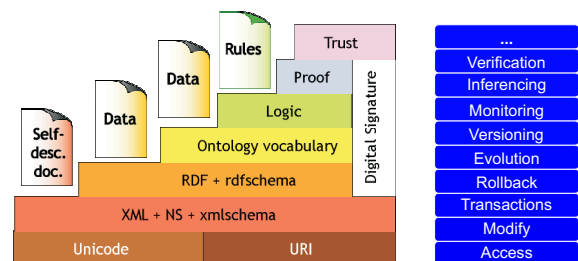 Trust
Rules
Proof
Data
Logic
Digital Signature
Data
Ontology vocabulary
Self-
desc.
doc.
RDF + rdfschema
XML + NS + xmlschema
Unicode
URI
...
Verification
Inferencing
Monitoring
Versioning
Evolution
Rollback
Transactions
Modify
Access